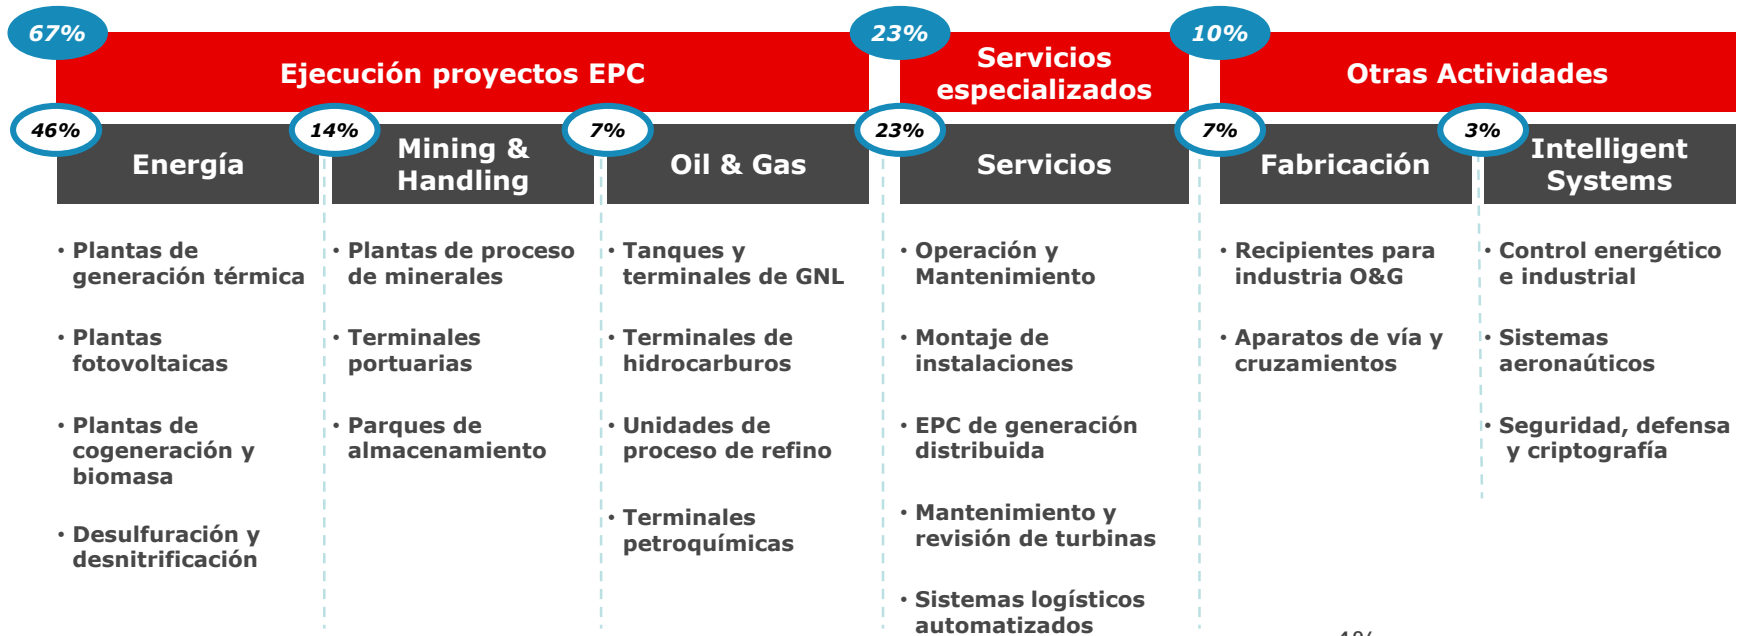 67%
Ejecución proyectos EPC
23%
Servicios
especializados
10%
Otras Actividades
46%
Energía
14%
Mining &
Handling
7%
Oil & Gas
23%
Servicios
7%
Fabricación
3%
Intelligent
Systems
• Plantas de
generación térmica
• Plantas
fotovoltaicas
• Plantas de
cogeneración y
biomasa
• Desulfuración y
desnitrificación
• Plantas de proceso
de minerales
• Terminales
portuarias
• Parques de
almacenamiento
• Tanques y
terminales de GNL
• Terminales de
hidrocarburos
• Unidades de
proceso de refino
• Terminales
petroquímicas
• Operación y
Mantenimiento
• Montaje de
instalaciones
• EPC de generación
distribuida
• Mantenimiento y
revisión de turbinas
• Sistemas logísticos
automatizados
• Recipientes para
industria O&G
• Aparatos de vía y
cruzamientos
• Control energético
e industrial
• Sistemas
aeronaúticos
• Seguridad, defensa
y criptografía